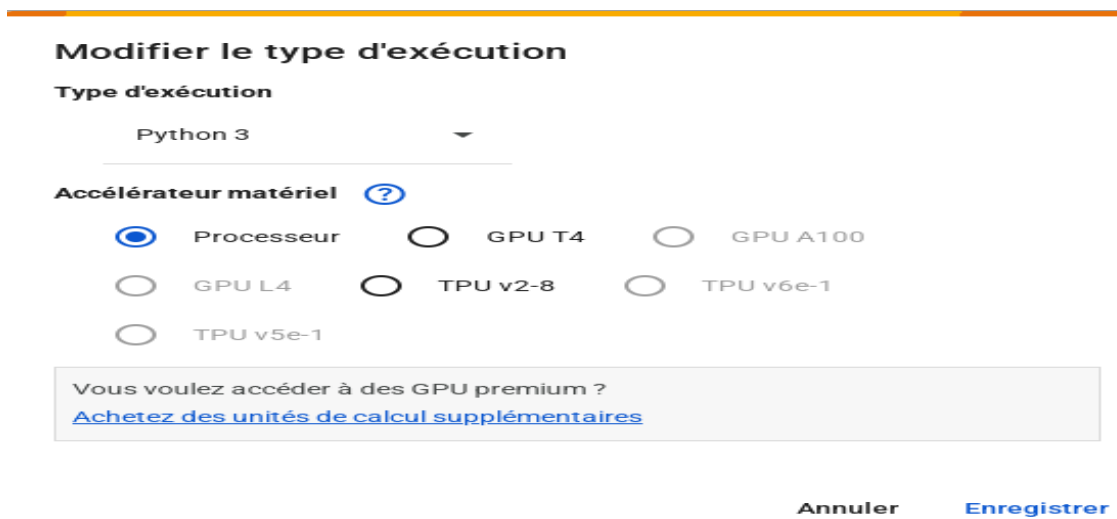 Modifier le type d'exécution
Type d'exécution
Python 3
Accélérateur matériel ?
Processeur GPU T4 GPU A100
GPU L4 TPU v2-8 TPU v6e-1
TPU v5e-1
Vous voulez accéder à des GPU premium ?
Achetez des unités de calcul supplémentaires
Annuler Enregistrer